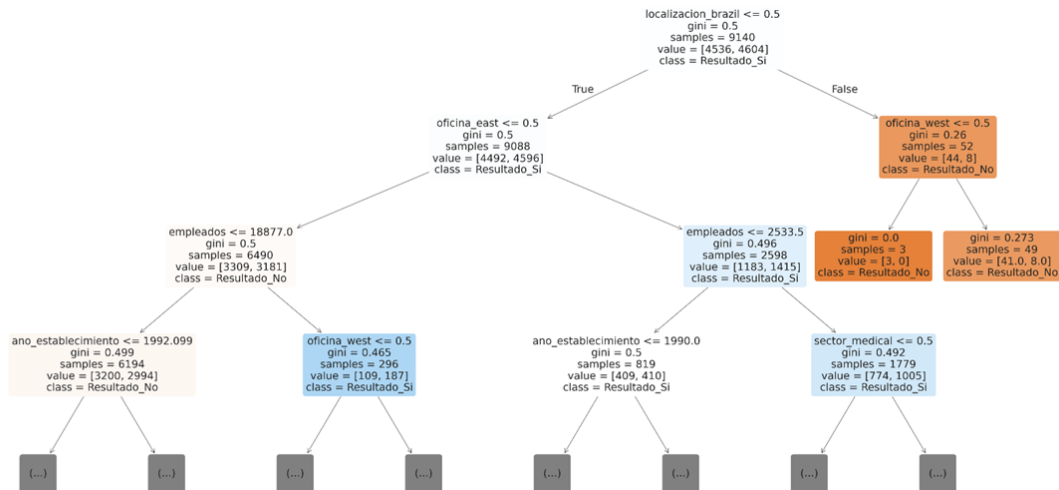 localizacion_brazil <= 0.5
gini = 0.5
samples = 9140
value = [4536, 4604]
class = Resultado_Si
True
False
oficina_east <= 0.5
gini = 0.5
samples = 9088
value = [4492, 4596]
class = Resultado_Si
oficina_west <= 0.5
gini = 0.26
samples = 52
value = [44, 8]
class = Resultado_No
empleados <= 18877.0
gini = 0.5
samples = 6490
value = [3309, 3181]
class = Resultado_No
empleados <= 2533.5
gini = 0.496
samples = 2598
value = [1183, 1415]
class = Resultado_Si
gini = 0.0
samples = 3
value = [3, 0]
class = Resultado_No
gini = 0.273
samples = 49
value = [41.0, 8.0]
class = Resultado_No
ano_establecimiento <= 1992.099
gini = 0.499
samples = 6194
value = [3200, 2994]
class = Resultado_No
oficina_west <= 0.5
gini = 0.465
samples = 296
value = [109, 187]
class = Resultado_Si
ano_establecimiento <= 1990.0
gini = 0.5
samples = 819
value = [409, 410]
class = Resultado_Si
sector_medical <= 0.5
gini = 0.492
samples = 1779
value = [774, 1005]
class = Resultado_Si
(...)
(...)
(...)
(...)
(...)
(...)
(...)
(...)